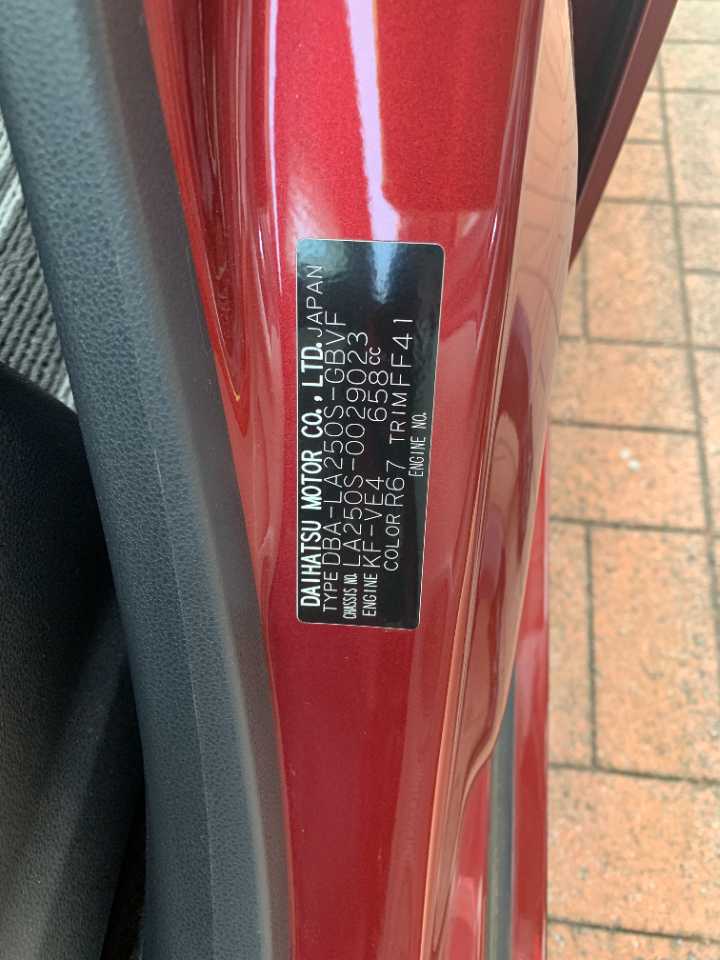 DAIHATSU MOTOR CO., LTD. JAPAN
TYPE DBA-LA250S-GBVF
CHASSIS NO. LA250S-0029023
ENGINE KF-VE4 658CC
COLOR R67 TRIM FF41
ENGINE NO.